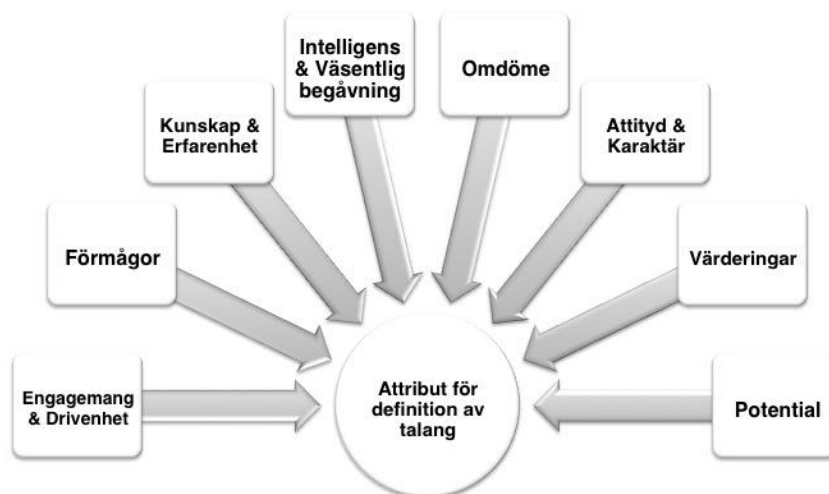 Intelligens
& Väsentlig
begåvning
Omdöme
Kunskap &
Erfarenhet
Attityd &
Karaktär
Förmågor
Värderingar
Engagemang
& Drivenhet
Attribut för
definition av
talang
Potential